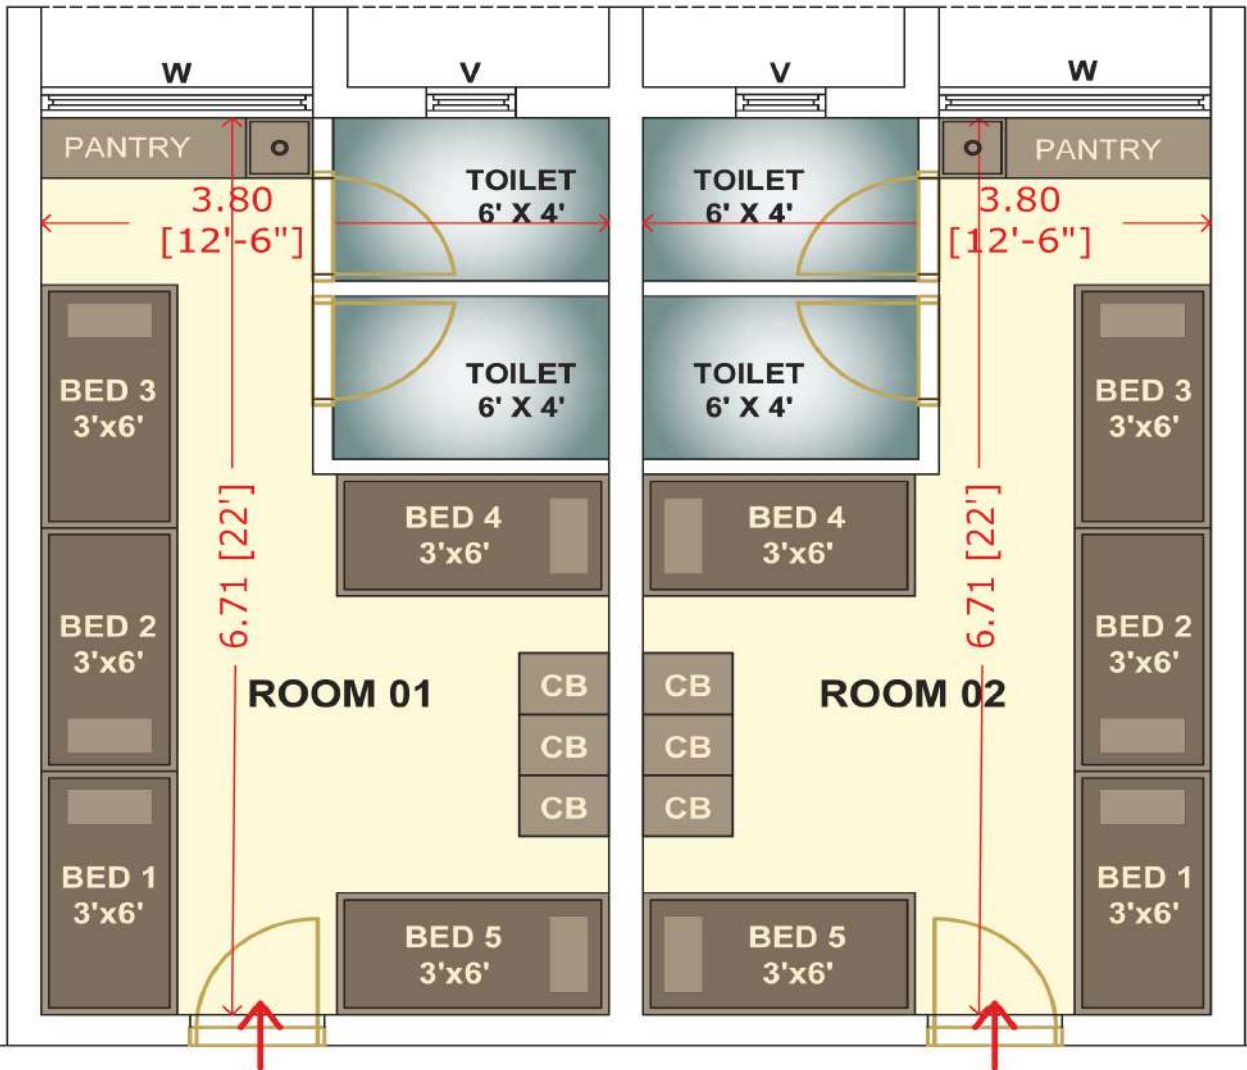 W
V
V
W
PANTRY
PANTRY
TOILET
6' X 4'
TOILET
6' X 4'
3.80
[12'-6"]
3.80
[12'-6"]
BED 3
3'x6'
TOILET
6' X 4'
TOILET
6' X 4'
BED 3
3'x6'
6.71 [22']
BED 4
3'x6'
BED 4
3'x6'
6.71 [22']
BED 2
3'x6'
BED 2
3'x6'
ROOM 01
CB
CB
CB
CB
CB
CB
ROOM 02
BED 1
3'x6'
BED 1
3'x6'
BED 5
3'x6'
BED 5
3'x6'